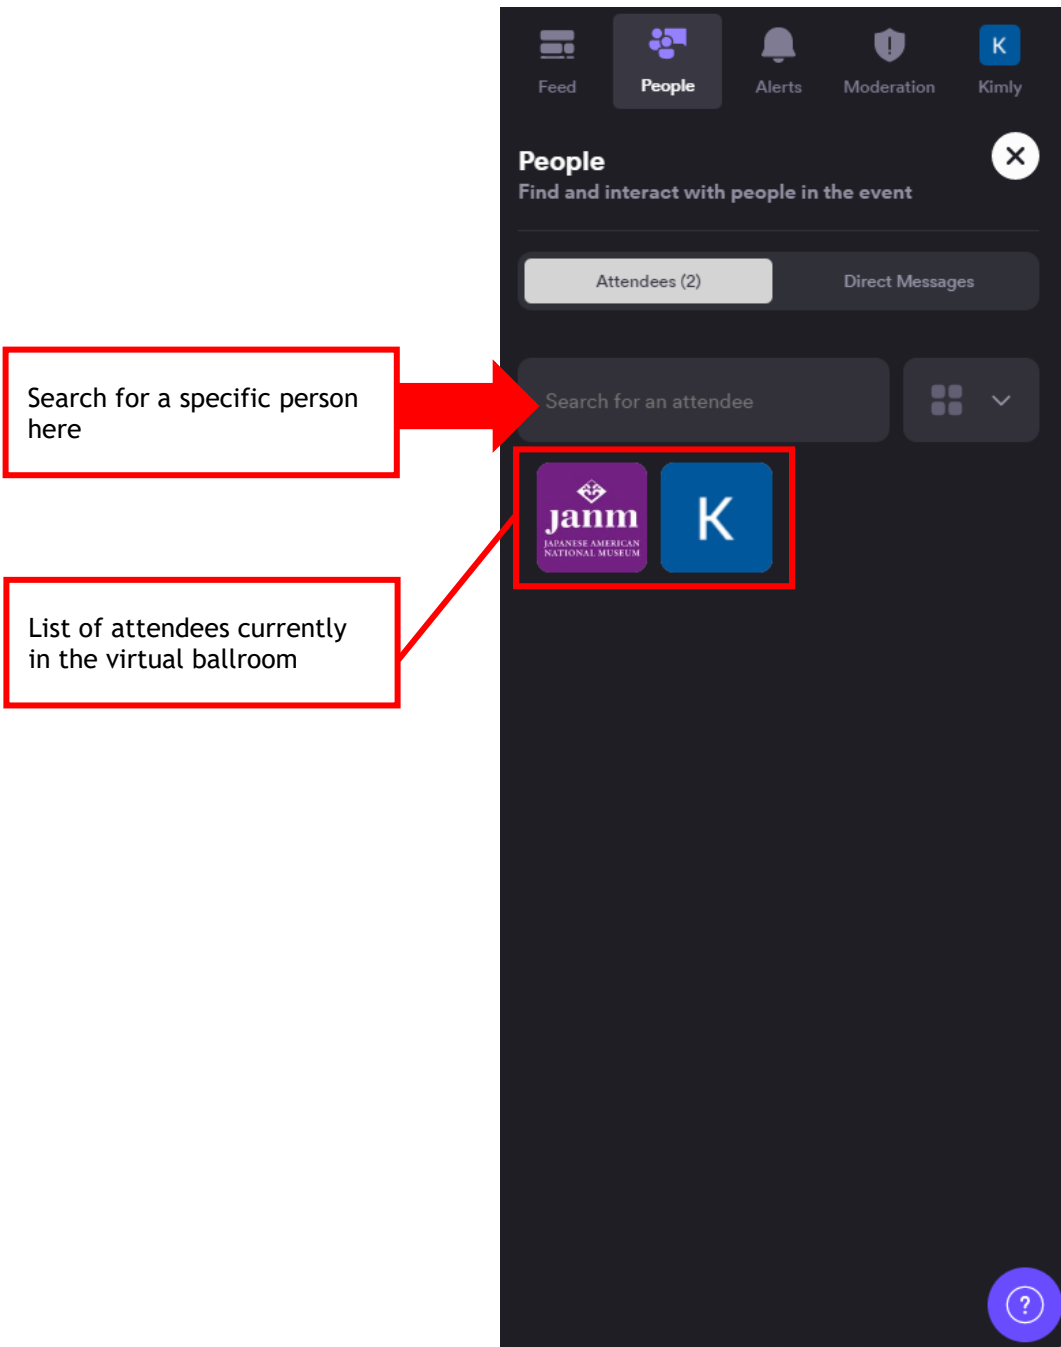 Feed
People
Alerts
Moderation
K
Kimly
People
Find and interact with people in the event
Attendees (2)
Direct Messages
Search for a specific person
here
Search for an attendee
janm
JAPANESE AMERICAN
NATIONAL MUSEUM
K
List of attendees currently
in the virtual ballroom
?